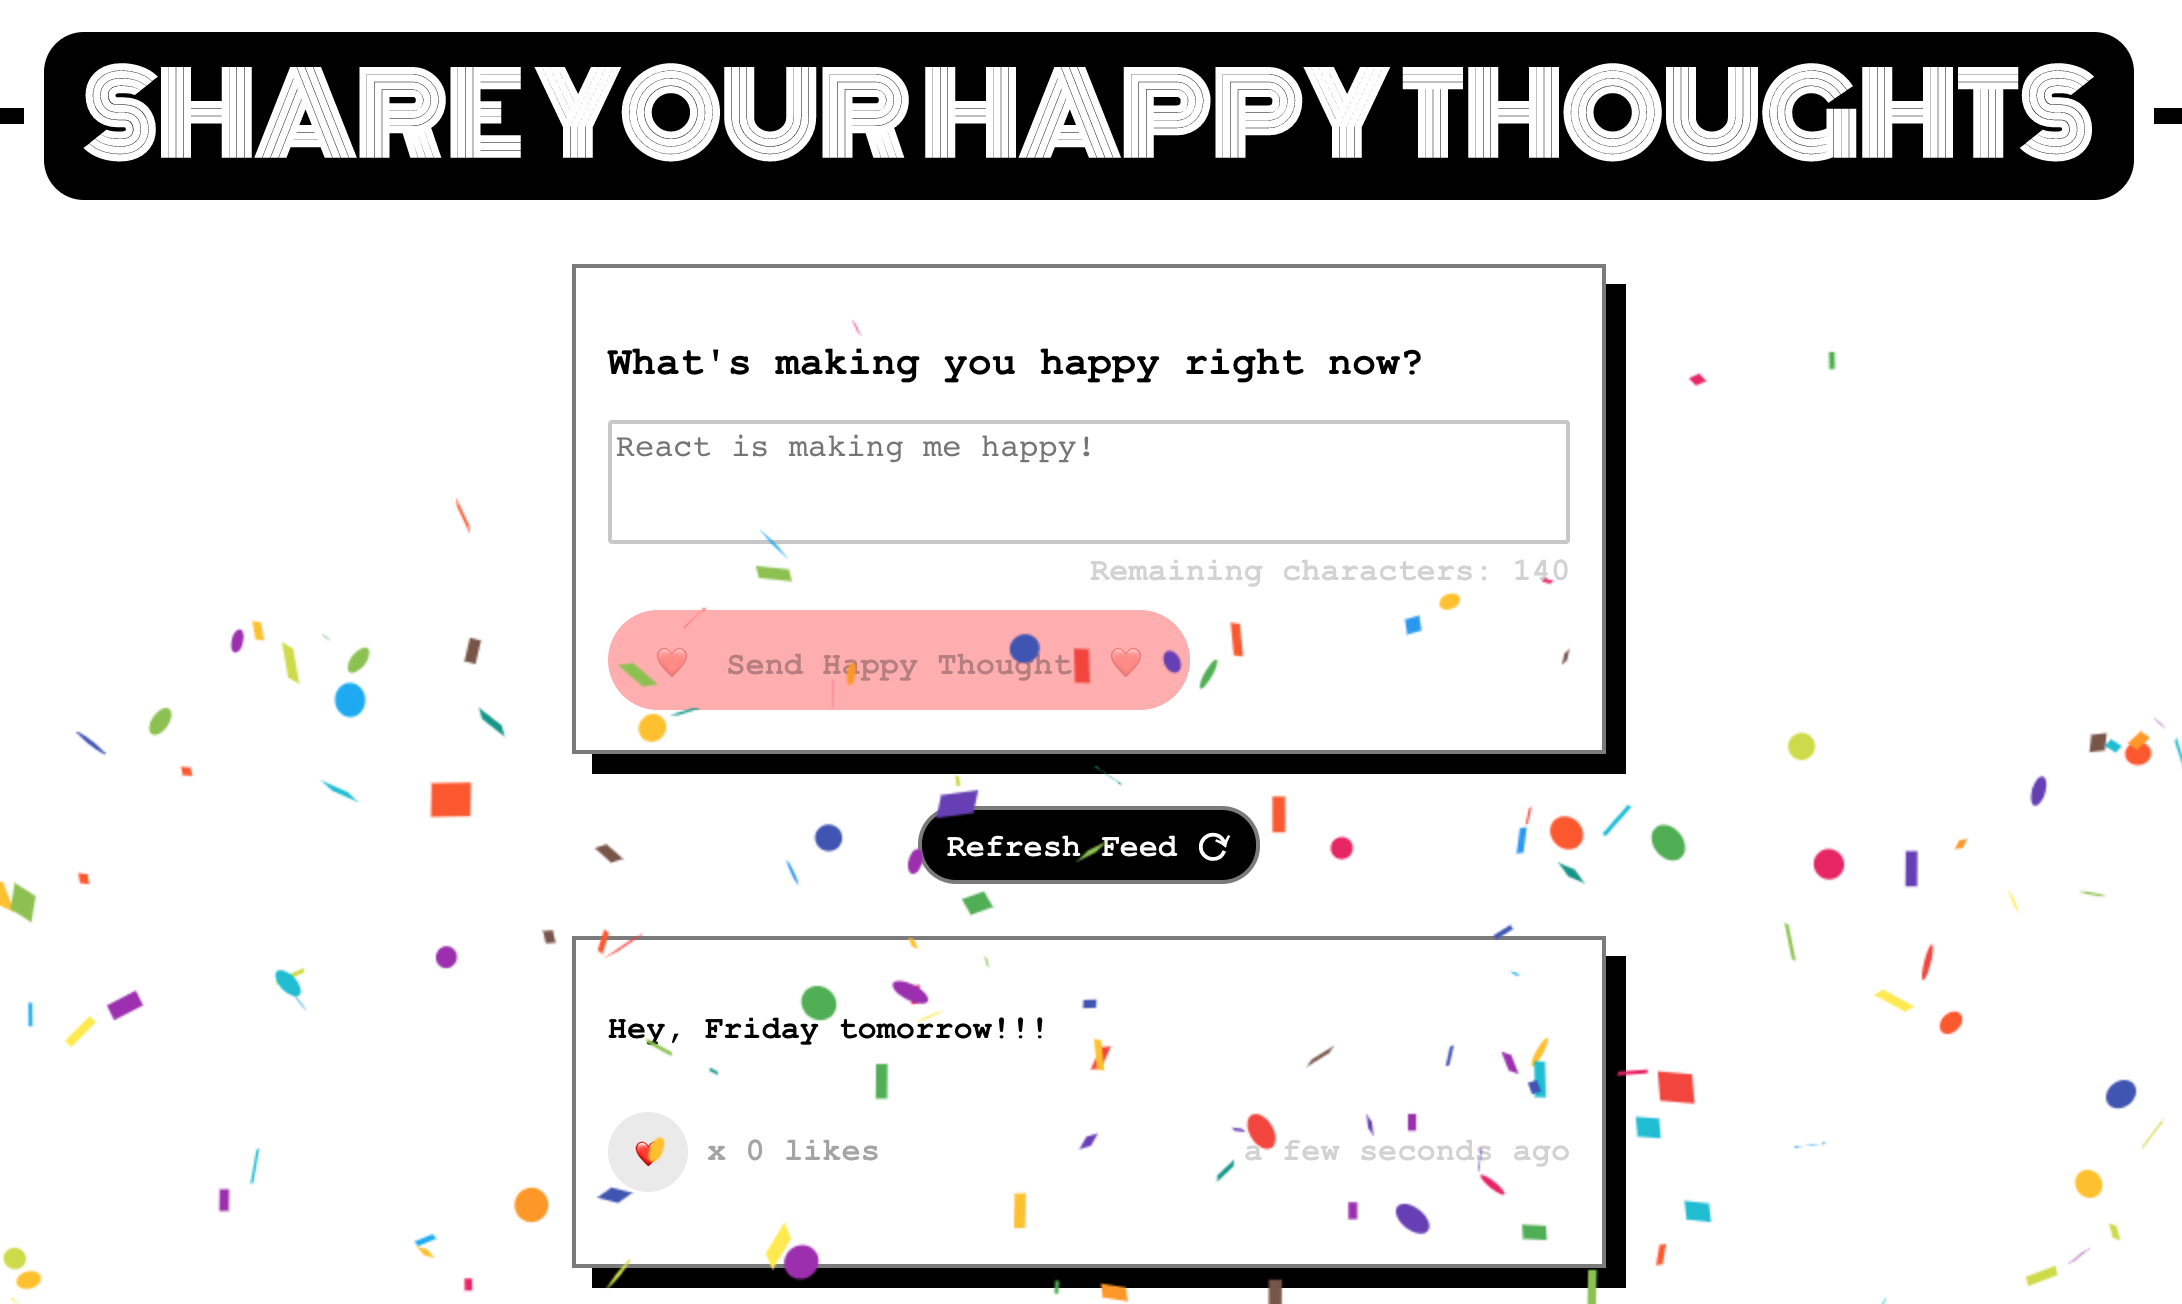 SHARE YOUR HAPPY THOUGHTS
What's making you happy right now?
React is making me happy!
Remaining characters: 140
Send Happy Thought
Refresh Feed
Hey, Friday tomorrow!!!
x 0 likes
a few seconds ago